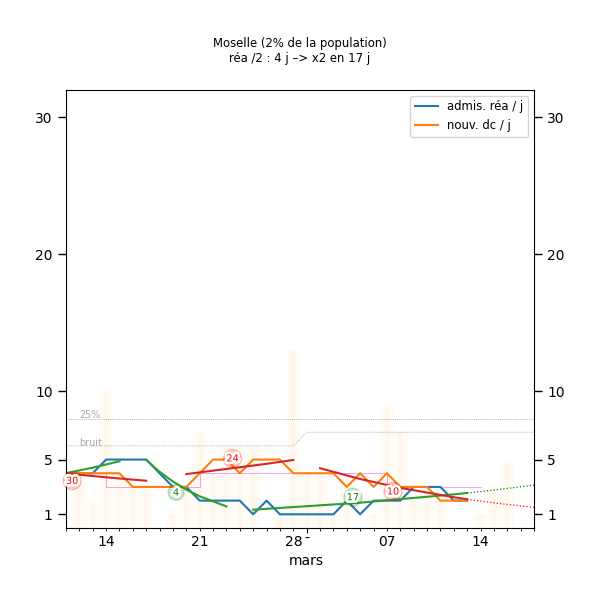 Moselle (2% de la population)
réa /2 : 4 j –> x2 en 17 j
admis. réa / j
nouv. dc / j
30 30
20 20
10 10
25%
bruit
5 5
24
30
4
17
10
1 1
14 21 28 07 14
mars